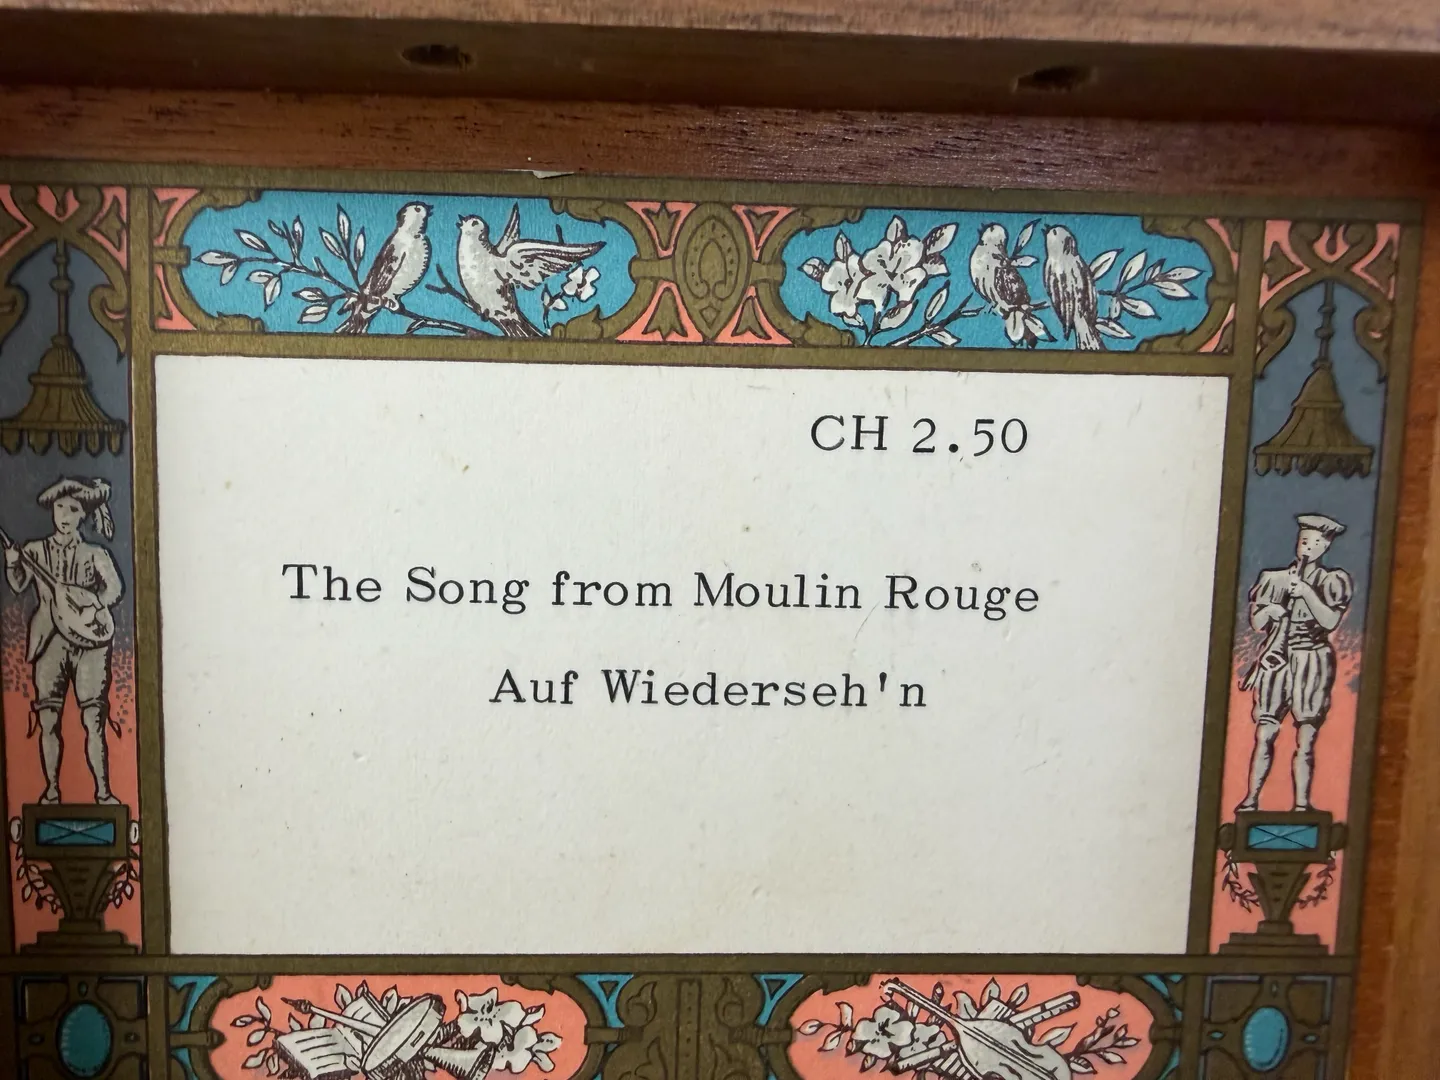 CH 2.50
The Song from Moulin Rouge
Auf Wiederseh'n